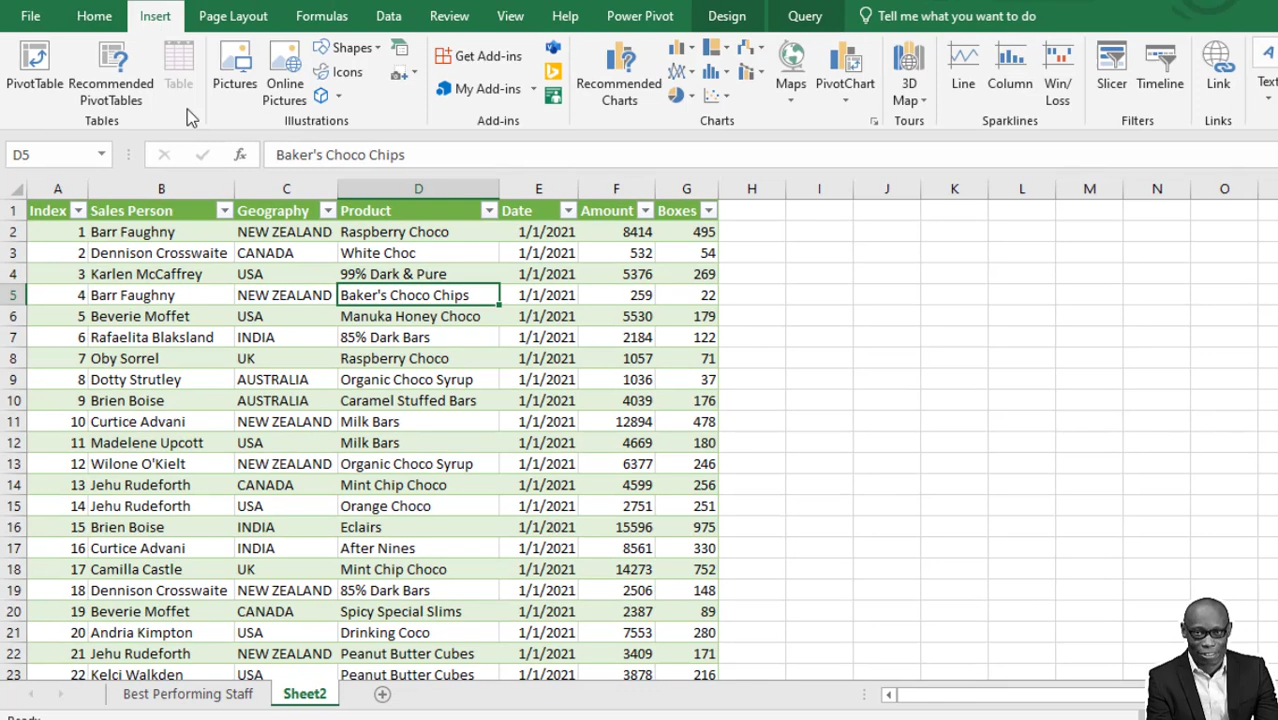 File Home Insert Page Layout Formulas Data Review View Help Power Pivot Design Query Tell me what you want to do
PivotTable Recommended PivotTables Table Pictures Online Pictures Shapes Icons Get Add-ins My Add-ins Recommended Charts Maps PivotChart 3D Map Line Column Win/Loss Slicer Timeline Link Text
Tables Illustrations Add-ins Charts Tours Sparklines Filters Links
D5 fx Baker's Choco Chips
A B C D E F G H I J K L M N O
1 Index Sales Person Geography Product Date Amount Boxes
2 1 Barr Faughny NEW ZEALAND Raspberry Choco 1/1/2021 8414 495
3 2 Dennison Crosswaite CANADA White Choc 1/1/2021 532 54
4 3 Karlen McCaffrey USA 99% Dark & Pure 1/1/2021 5376 269
5 4 Barr Faughny NEW ZEALAND Baker's Choco Chips 1/1/2021 259 22
6 5 Beverie Moffet USA Manuka Honey Choco 1/1/2021 5530 179
7 6 Rafaelita Blaksland INDIA 85% Dark Bars 1/1/2021 2184 122
8 7 Oby Sorrel UK Raspberry Choco 1/1/2021 1057 71
9 8 Dotty Strutley AUSTRALIA Organic Choco Syrup 1/1/2021 1036 37
10 9 Brien Boise AUSTRALIA Caramel Stuffed Bars 1/1/2021 4039 176
11 10 Curtice Advani NEW ZEALAND Milk Bars 1/1/2021 12894 478
12 11 Madelene Upcott USA Milk Bars 1/1/2021 4669 180
13 12 Wilone O'Kielt NEW ZEALAND Organic Choco Syrup 1/1/2021 6377 246
14 13 Jehu Rudeforth CANADA Mint Chip Choco 1/1/2021 4599 256
15 14 Jehu Rudeforth USA Orange Choco 1/1/2021 2751 251
16 15 Brien Boise INDIA Eclairs 1/1/2021 15596 975
17 16 Curtice Advani INDIA After Nines 1/1/2021 8561 330
18 17 Camilla Castle UK Mint Chip Choco 1/1/2021 14273 752
19 18 Dennison Crosswaite NEW ZEALAND 85% Dark Bars 1/1/2021 2506 148
20 19 Beverie Moffet CANADA Spicy Special Slims 1/1/2021 2387 89
21 20 Andria Kimpton USA Drinking Coco 1/1/2021 7553 280
22 21 Jehu Rudeforth NEW ZEALAND Peanut Butter Cubes 1/1/2021 3409 171
23 22 Kelci Walkden USA Peanut Butter Cubes 1/1/2021 3878 216
Best Performing Staff Sheet2